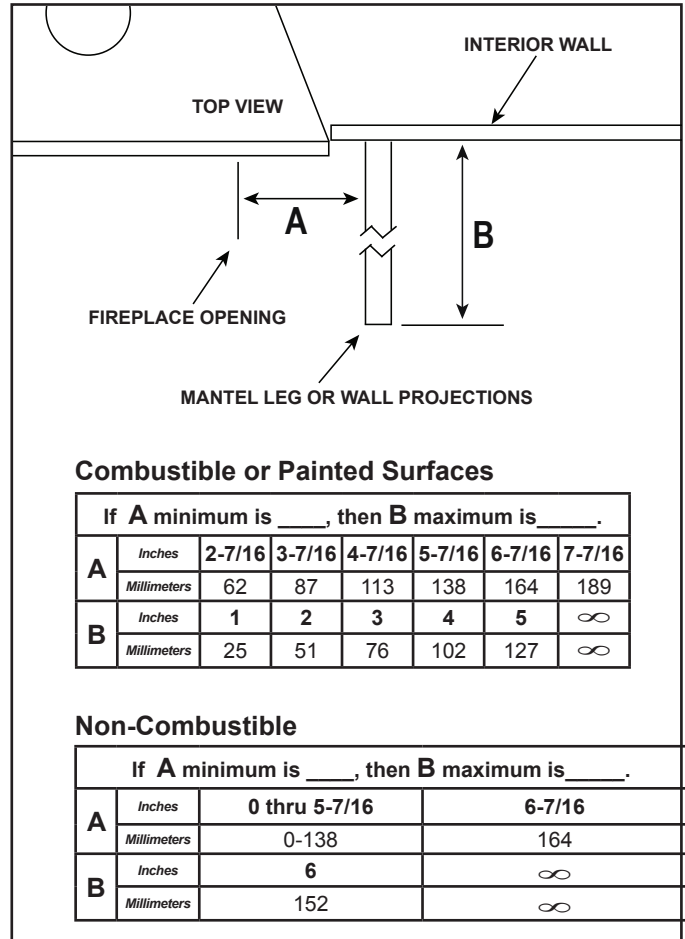 INTERIOR WALL
TOP VIEW
A
B
FIREPLACE OPENING
MANTEL LEG OR WALL PROJECTIONS
Combustible or Painted Surfaces
If A minimum is ____, then B maximum is_____.
A Inches 2-7/16 3-7/16 4-7/16 5-7/16 6-7/16 7-7/16
Millimeters 62 87 113 138 164 189
B Inches 1 2 3 4 5 ∞
Millimeters 25 51 76 102 127 ∞
Non-Combustible
If A minimum is ____, then B maximum is_____.
A Inches 0 thru 5-7/16 6-7/16
Millimeters 0-138 164
B Inches 6 ∞
Millimeters 152 ∞